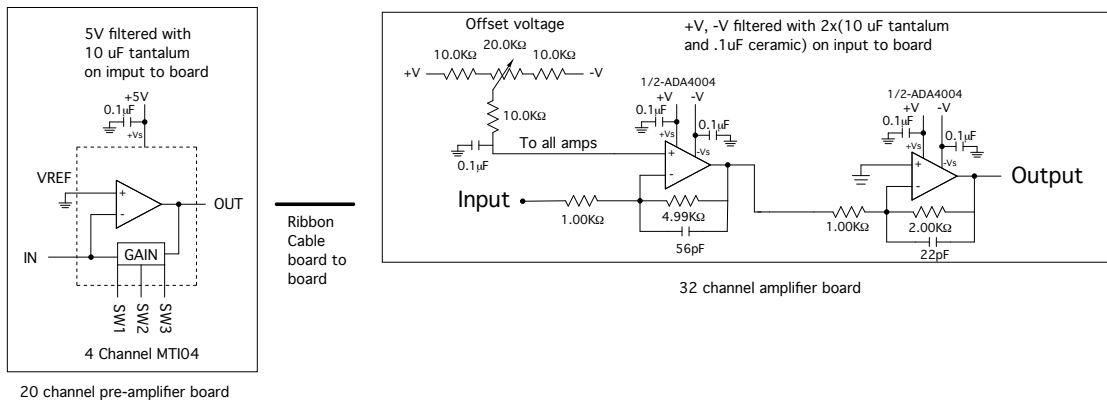 5V filtered with
10 uF tantalum
on imput to board
+5V
0.1µF
+Vs
VREF
+
-
OUT
IN
GAIN
SW1
SW2
SW3
4 Channel MTI04
20 channel pre-amplifier board
Ribbon
Cable
board to
board
Offset voltage
+V, -V filtered with 2x(10 uF tantalum
and .1uF ceramic) on input to board
20.0KΩ
10.0KΩ
10.0KΩ
+V
-V
10.0KΩ
0.1µF
To all amps
1/2-ADA4004
+V
-V
0.1µF
0.1µF
+Vs
-Vs
+
-
Input
1.00KΩ
4.99KΩ
56pF
1/2-ADA4004
+V
-V
0.1µF
0.1µF
+Vs
-Vs
+
-
Output
1.00KΩ
2.00KΩ
22pF
32 channel amplifier board